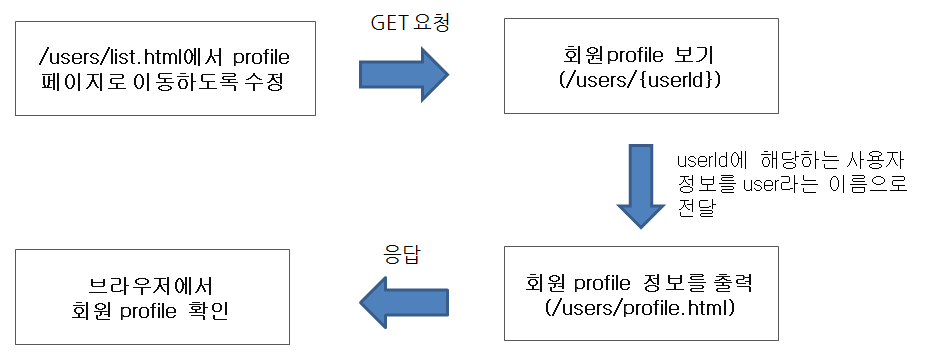 GET 요청
/users/list.html에서 profile
페이지로 이동하도록 수정
회원profile 보기
(/users/{userId})
userId에 해당하는 사용자
정보를 user라는 이름으로
전달
회원 profile 정보를 출력
(/users/profile.html)
응답
브라우저에서
회원 profile 확인